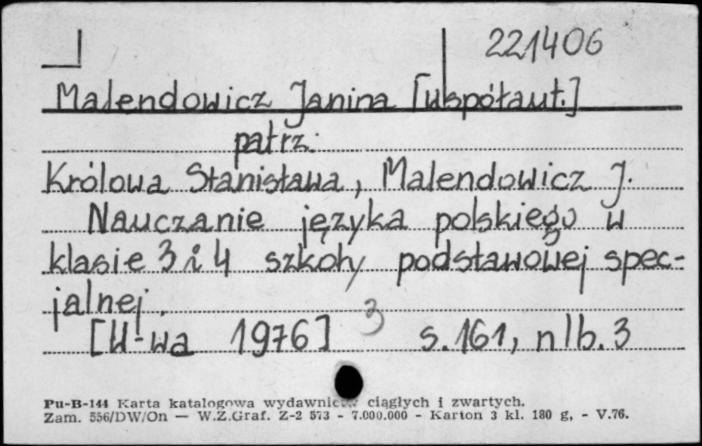 221406
Malendowicz Janina [współaut.]
patrz:
Królowa Stanisława, Malendowicz J.
Nauczanie języka polskiego w
klasie 3 i 4 szkoły podstawowej spec-
jalnej.
[W-wa 1976] 3 s. 161, nlb. 3
Pu-B-144 Karta katalogowa wydawnictw ciągłych i zwartych.
Zam. 556/DW/On — W.Z.Graf. Z-2 573 - 7.000.000 - Karton 3 kl. 180 g, - V.76.